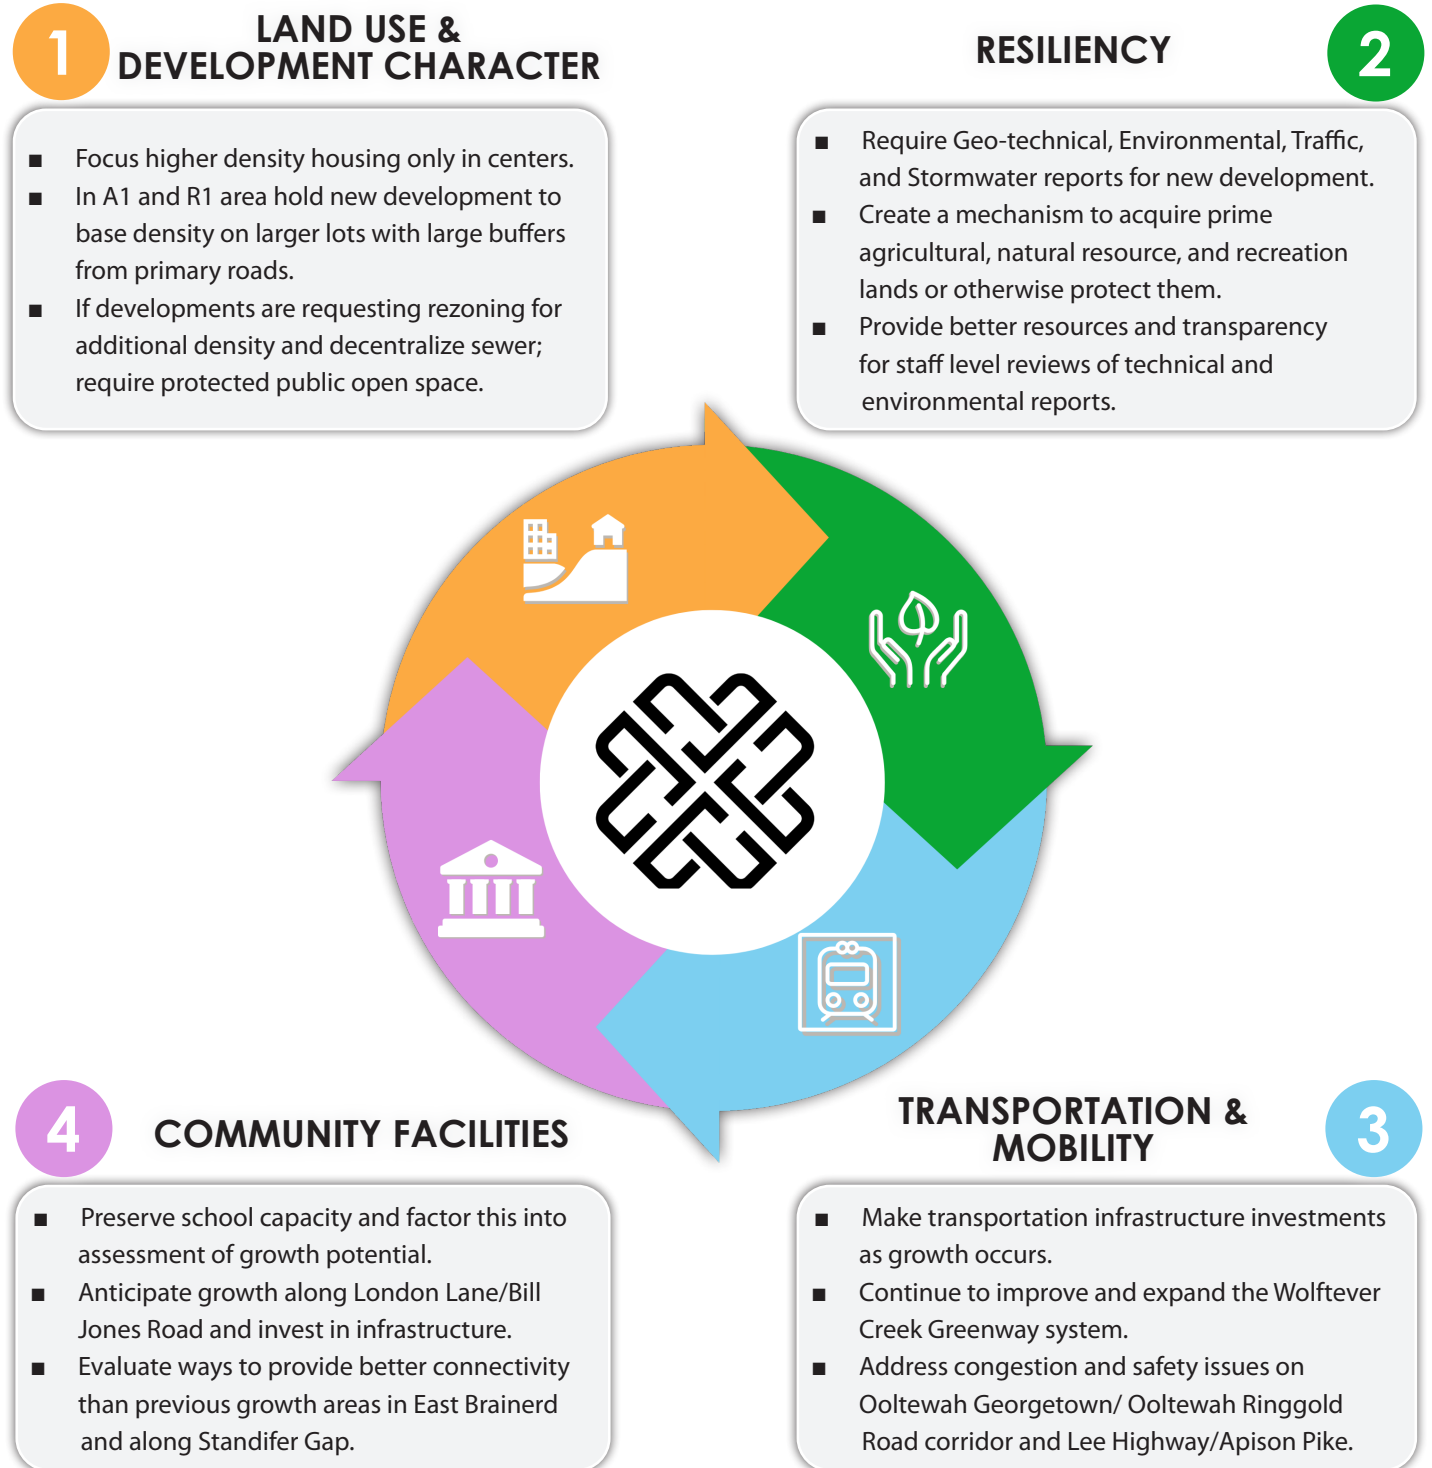 1
LAND USE &
DEVELOPMENT CHARACTER
■ Focus higher density housing only in centers.
■ In A1 and R1 area hold new development to
base density on larger lots with large buffers
from primary roads.
■ If developments are requesting rezoning for
additional density and decentralize sewer;
require protected public open space.
RESILIENCY
2
■ Require Geo-technical, Environmental, Traffic,
and Stormwater reports for new development.
■ Create a mechanism to acquire prime
agricultural, natural resource, and recreation
lands or otherwise protect them.
■ Provide better resources and transparency
for staff level reviews of technical and
environmental reports.
TRANSPORTATION &
MOBILITY
3
■ Make transportation infrastructure investments
as growth occurs.
■ Continue to improve and expand the Wolftever
Creek Greenway system.
■ Address congestion and safety issues on
Ooltewah Georgetown/ Ooltewah Ringgold
Road corridor and Lee Highway/Apison Pike.
4
COMMUNITY FACILITIES
■ Preserve school capacity and factor this into
assessment of growth potential.
■ Anticipate growth along London Lane/Bill
Jones Road and invest in infrastructure.
■ Evaluate ways to provide better connectivity
than previous growth areas in East Brainerd
and along Standifer Gap.